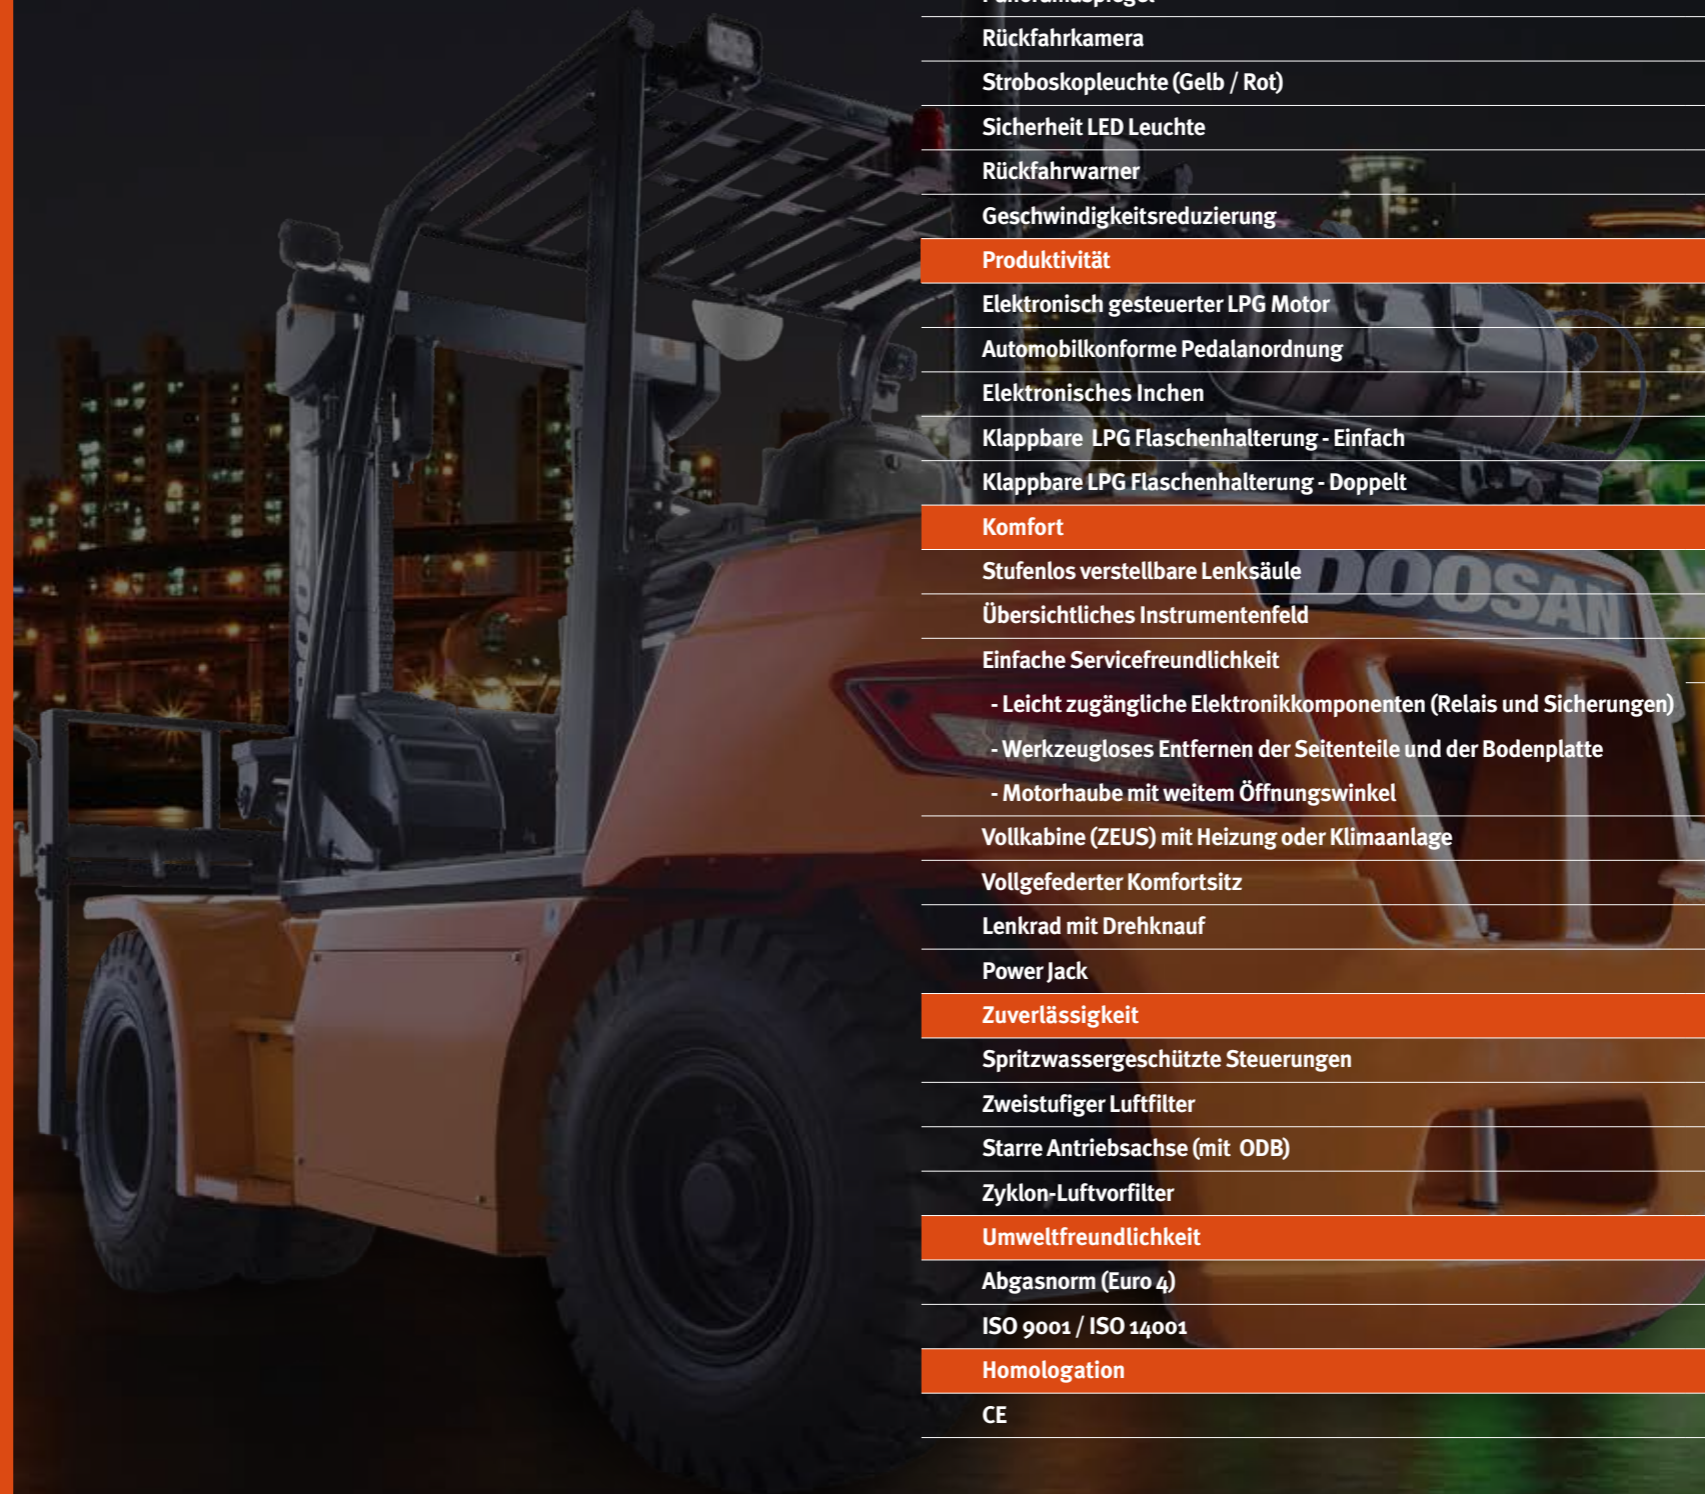 Rückfahrkamera
Stroboskopleuchte (Gelb / Rot)
Sicherheit LED Leuchte
Rückfahrwarner
Geschwindigkeitsreduzierung
Produktivität
Elektronisch gesteuerter LPG Motor
Automobilkonforme Pedalanordnung
Elektronisches Inchen
Klappbare LPG Flaschenhalterung - Einfach
Klappbare LPG Flaschenhalterung - Doppelt
Komfort
DOOSAN
Stufenlos verstellbare Lenksäule
Übersichtliches Instrumentenfeld
Einfache Servicefreundlichkeit
- Leicht zugängliche Elektronikkomponenten (Relais und Sicherungen)
- Werkzeugloses Entfernen der Seitenteile und der Bodenplatte
- Motorhaube mit weitem Öffnungswinkel
Vollkabine (ZEUS) mit Heizung oder Klimaanlage
Vollgefederter Komfortsitz
Lenkrad mit Drehknauf
Power Jack
Zuverlässigkeit
Spritzwassergeschützte Steuerungen
Zweistufiger Luftfilter
Starre Antriebsachse (mit ODB)
Zyklon-Luftvorfilter
Umweltfreundlichkeit
Abgasnorm (Euro 4)
ISO 9001 / ISO 14001
Homologation
CE
DOOSAN